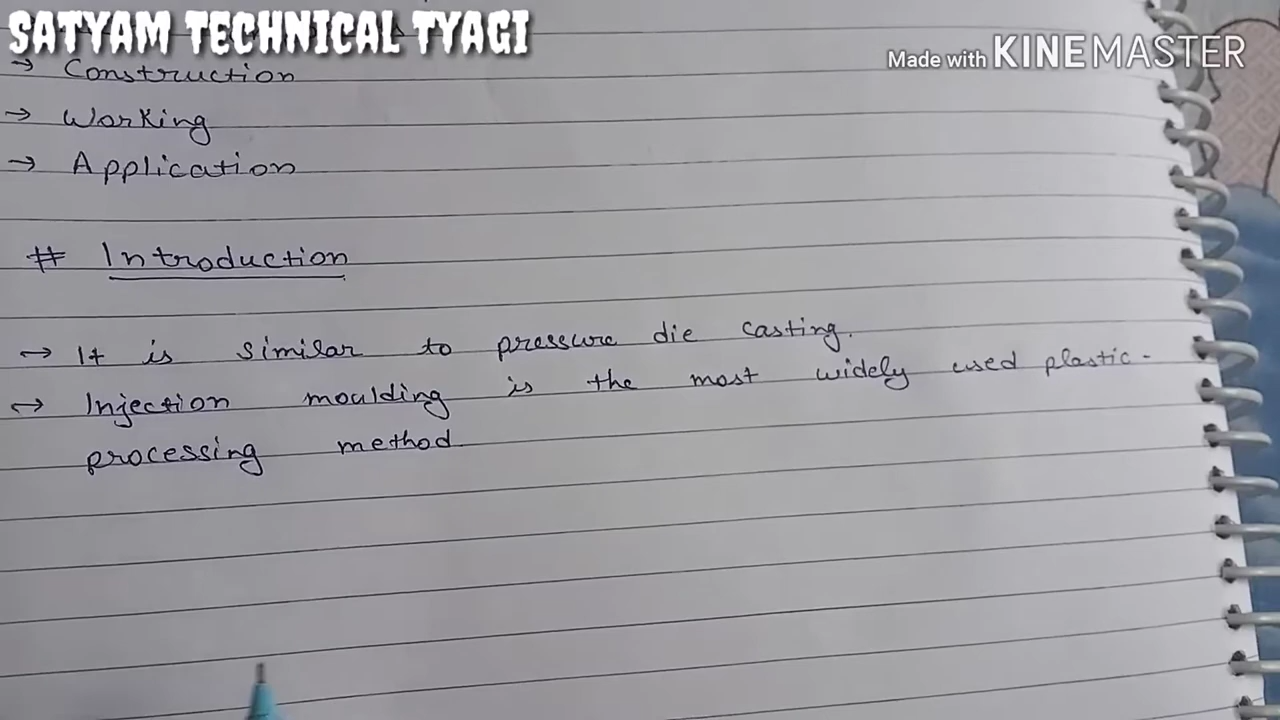 SATYAM TECHNICAL TYAGI
Made with KINEMASTER
→ Construction
→ Working
→ Application
# Introduction
→ It is similar to pressure die casting.
→ Injection moulding is the most widely used plastic-
processing method